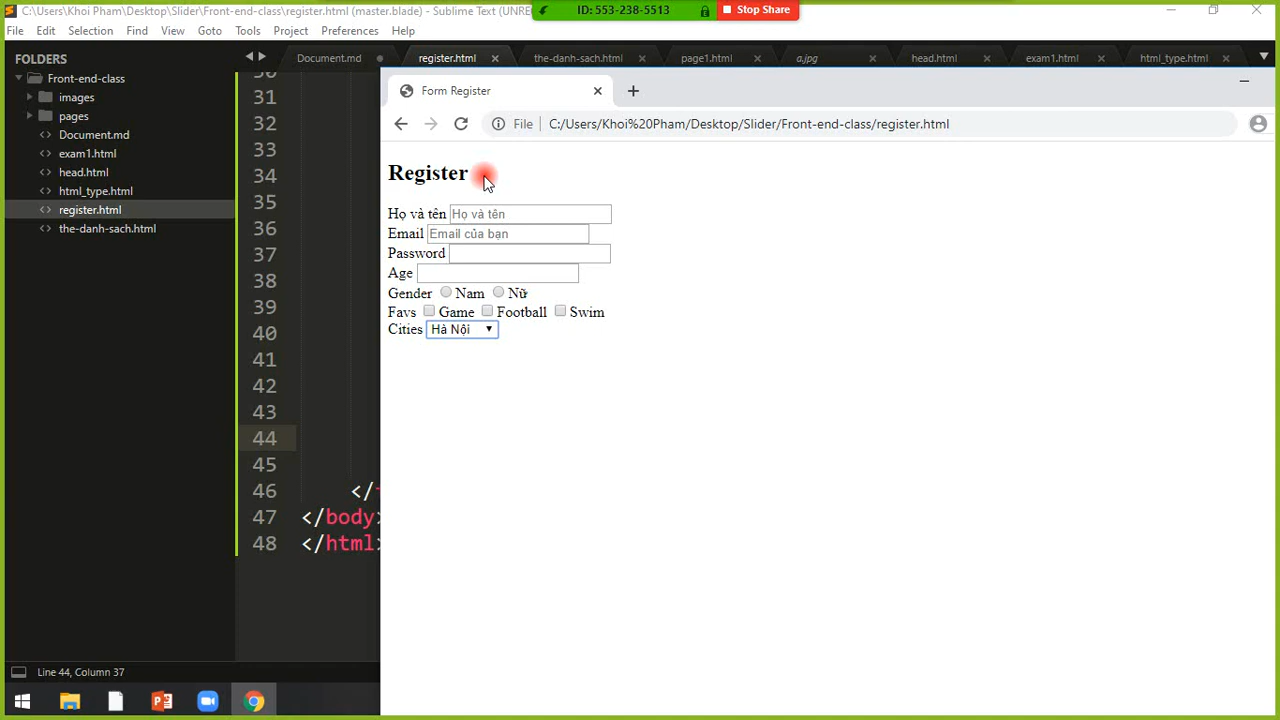 C:\Users\Khoi Pham\Desktop\Slider\Front-end-class\register.html (master.blade) - Sublime Text (UNRE
ID: 553-238-5513
Stop Share
File Edit Selection Find View Goto Tools Project Preferences Help
FOLDERS
Front-end-class
images
pages
Document.md
exam1.html
head.html
html_type.html
register.html
the-danh-sach.html
Document.md register.html the-danh-sach.html page1.html a.jpg head.html exam1.html html_type.html
31
32
33
34
35
36
37
38
39
40
41
42
43
44
45
46 </
47 </body>
48 </html>
Form Register
File C:/Users/Khoi%20Pham/Desktop/Slider/Front-end-class/register.html
Register
Họ và tên Họ và tên
Email Email của bạn
Password
Age
Gender Nam Nữ
Favs Game Football Swim
Cities Hà Nội
Line 44, Column 37